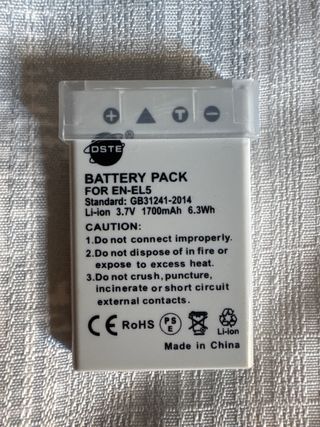 + ▲ T −
DSTE
BATTERY PACK
FOR EN-EL5
Standard: GB31241-2014
Li-ion 3.7V 1700mAh 6.3Wh
CAUTION:
1.Do not connect improperly.
2.Do not dispose of in fire or
expose to excess heat.
3.Do not crush, puncture,
incinerate or short circuit
external contacts.
CE RoHS PSE Li-ion
Made in China